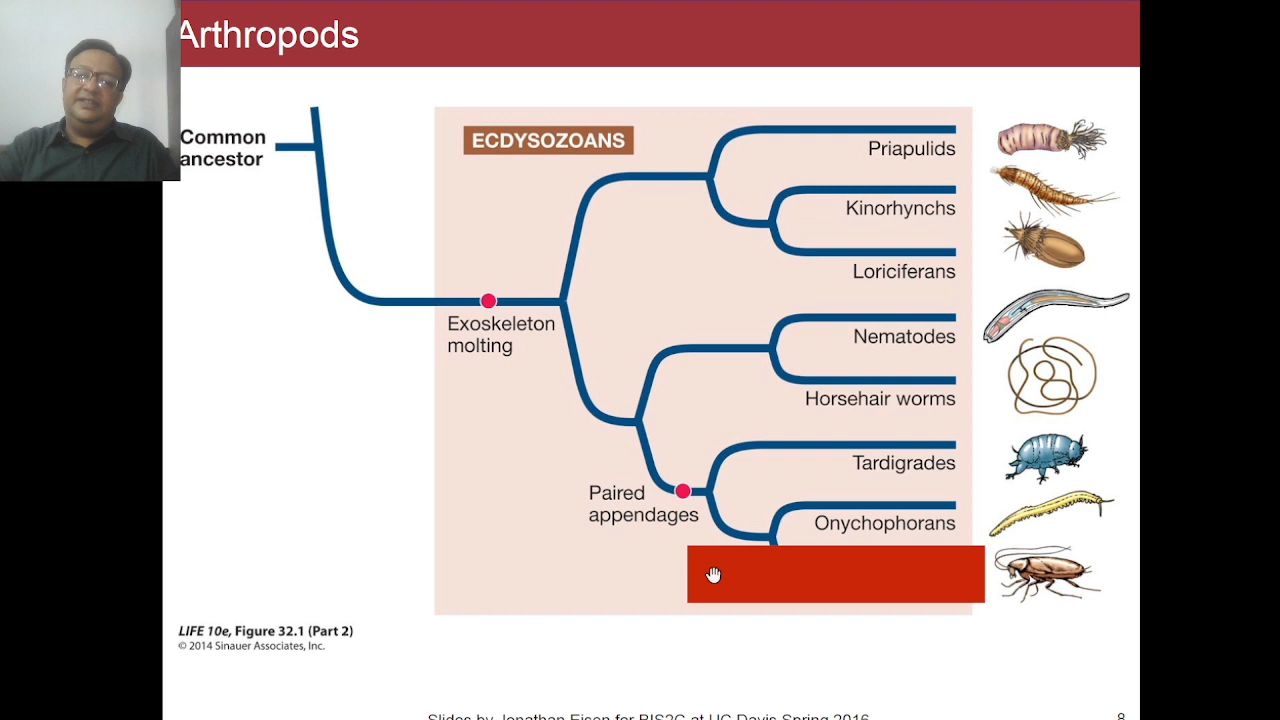 Arthropods
Common
ancestor
ECDYSOZOANS
Priapulids
Kinorhynchs
Loriciferans
Exoskeleton
molting
Nematodes
Horsehair worms
Tardigrades
Paired
appendages
Onychophorans
LIFE 10e, Figure 32.1 (Part 2)
© 2014 Sinauer Associates, Inc.
Slides by Jonathan Eisen for BIS2C at UC Davis Spring 2016
8